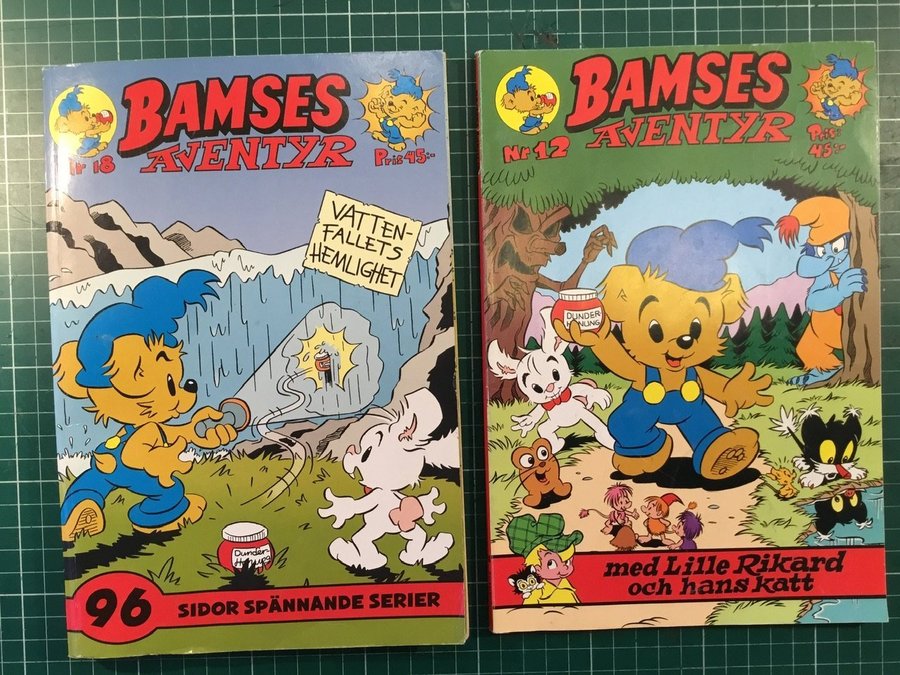 BAMSES
ÄVENTYR
Nr 18
Pris 45:-
VATTEN-
FALLETS
HEMLIGHET
Dunder-
Honung
96 SIDOR SPÄNNANDE SERIER
BAMSES
ÄVENTYR
Nr 12
Pris:
45:-
DUNDER-
HONUNG
med Lille Rikard
och hans katt